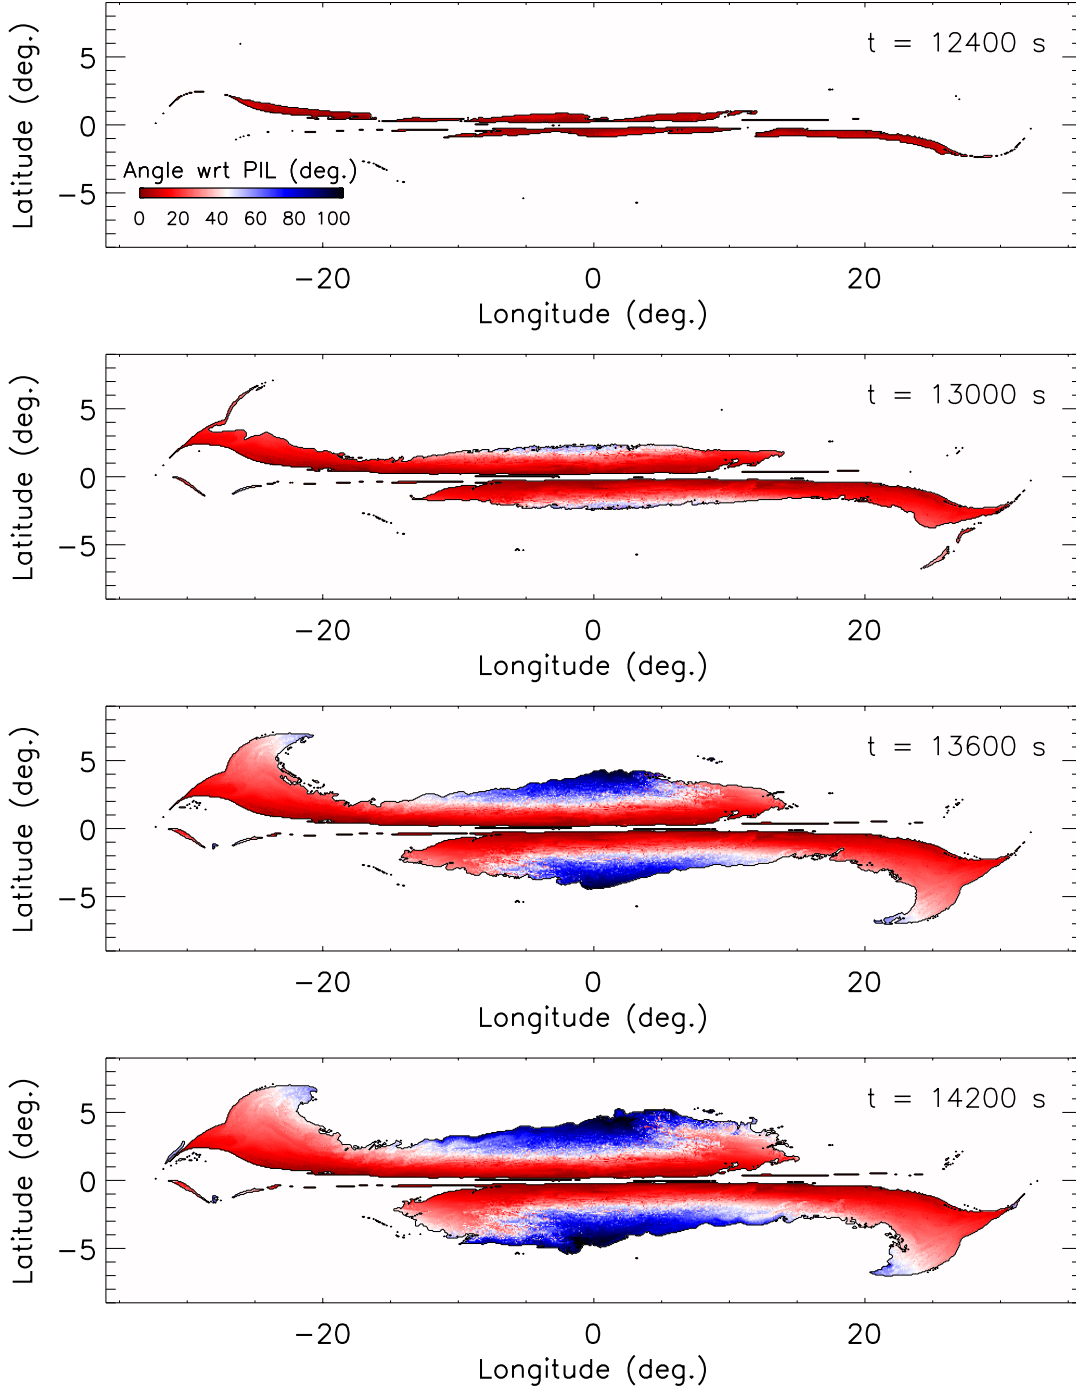 t = 12400 s
5
0
−5
Latitude (deg.)
Angle wrt PIL (deg.)
0 20 40 60 80 100
−20 0 20
Longitude (deg.)
t = 13000 s
5
0
−5
Latitude (deg.)
−20 0 20
Longitude (deg.)
t = 13600 s
5
0
−5
Latitude (deg.)
−20 0 20
Longitude (deg.)
t = 14200 s
5
0
−5
Latitude (deg.)
−20 0 20
Longitude (deg.)